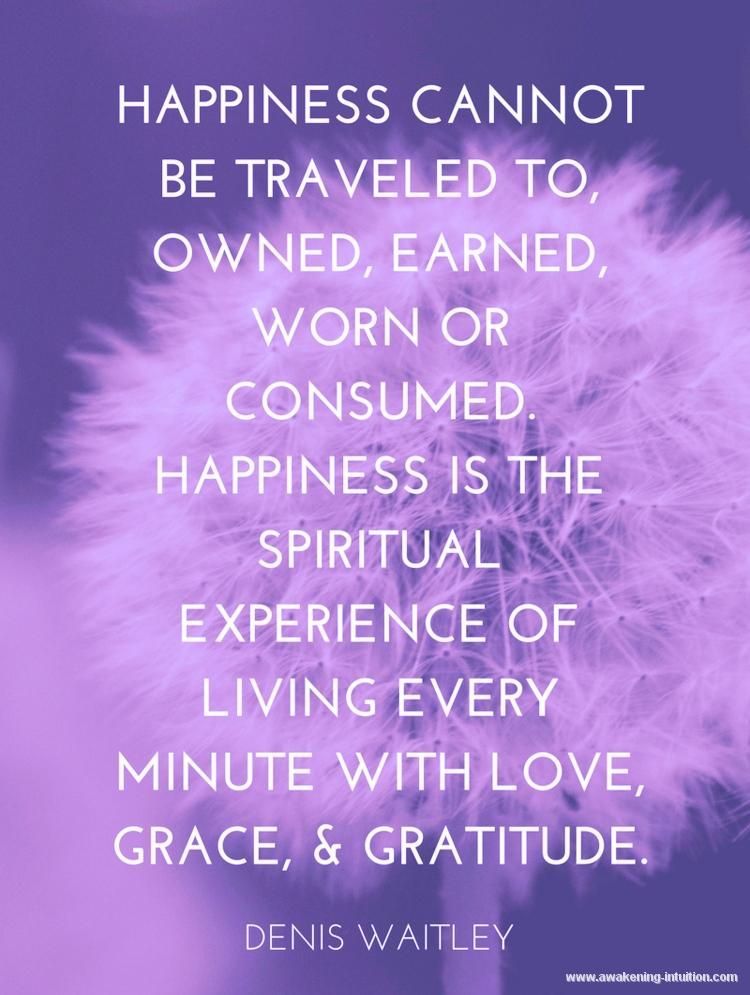 HAPPINESS CANNOT
BE TRAVELED TO,
OWNED, EARNED,
WORN OR
CONSUMED.
HAPPINESS IS THE
SPIRITUAL
EXPERIENCE OF
LIVING EVERY
MINUTE WITH LOVE,
GRACE, & GRATITUDE.
DENIS WAITLEY
www.awakening-intuition.com